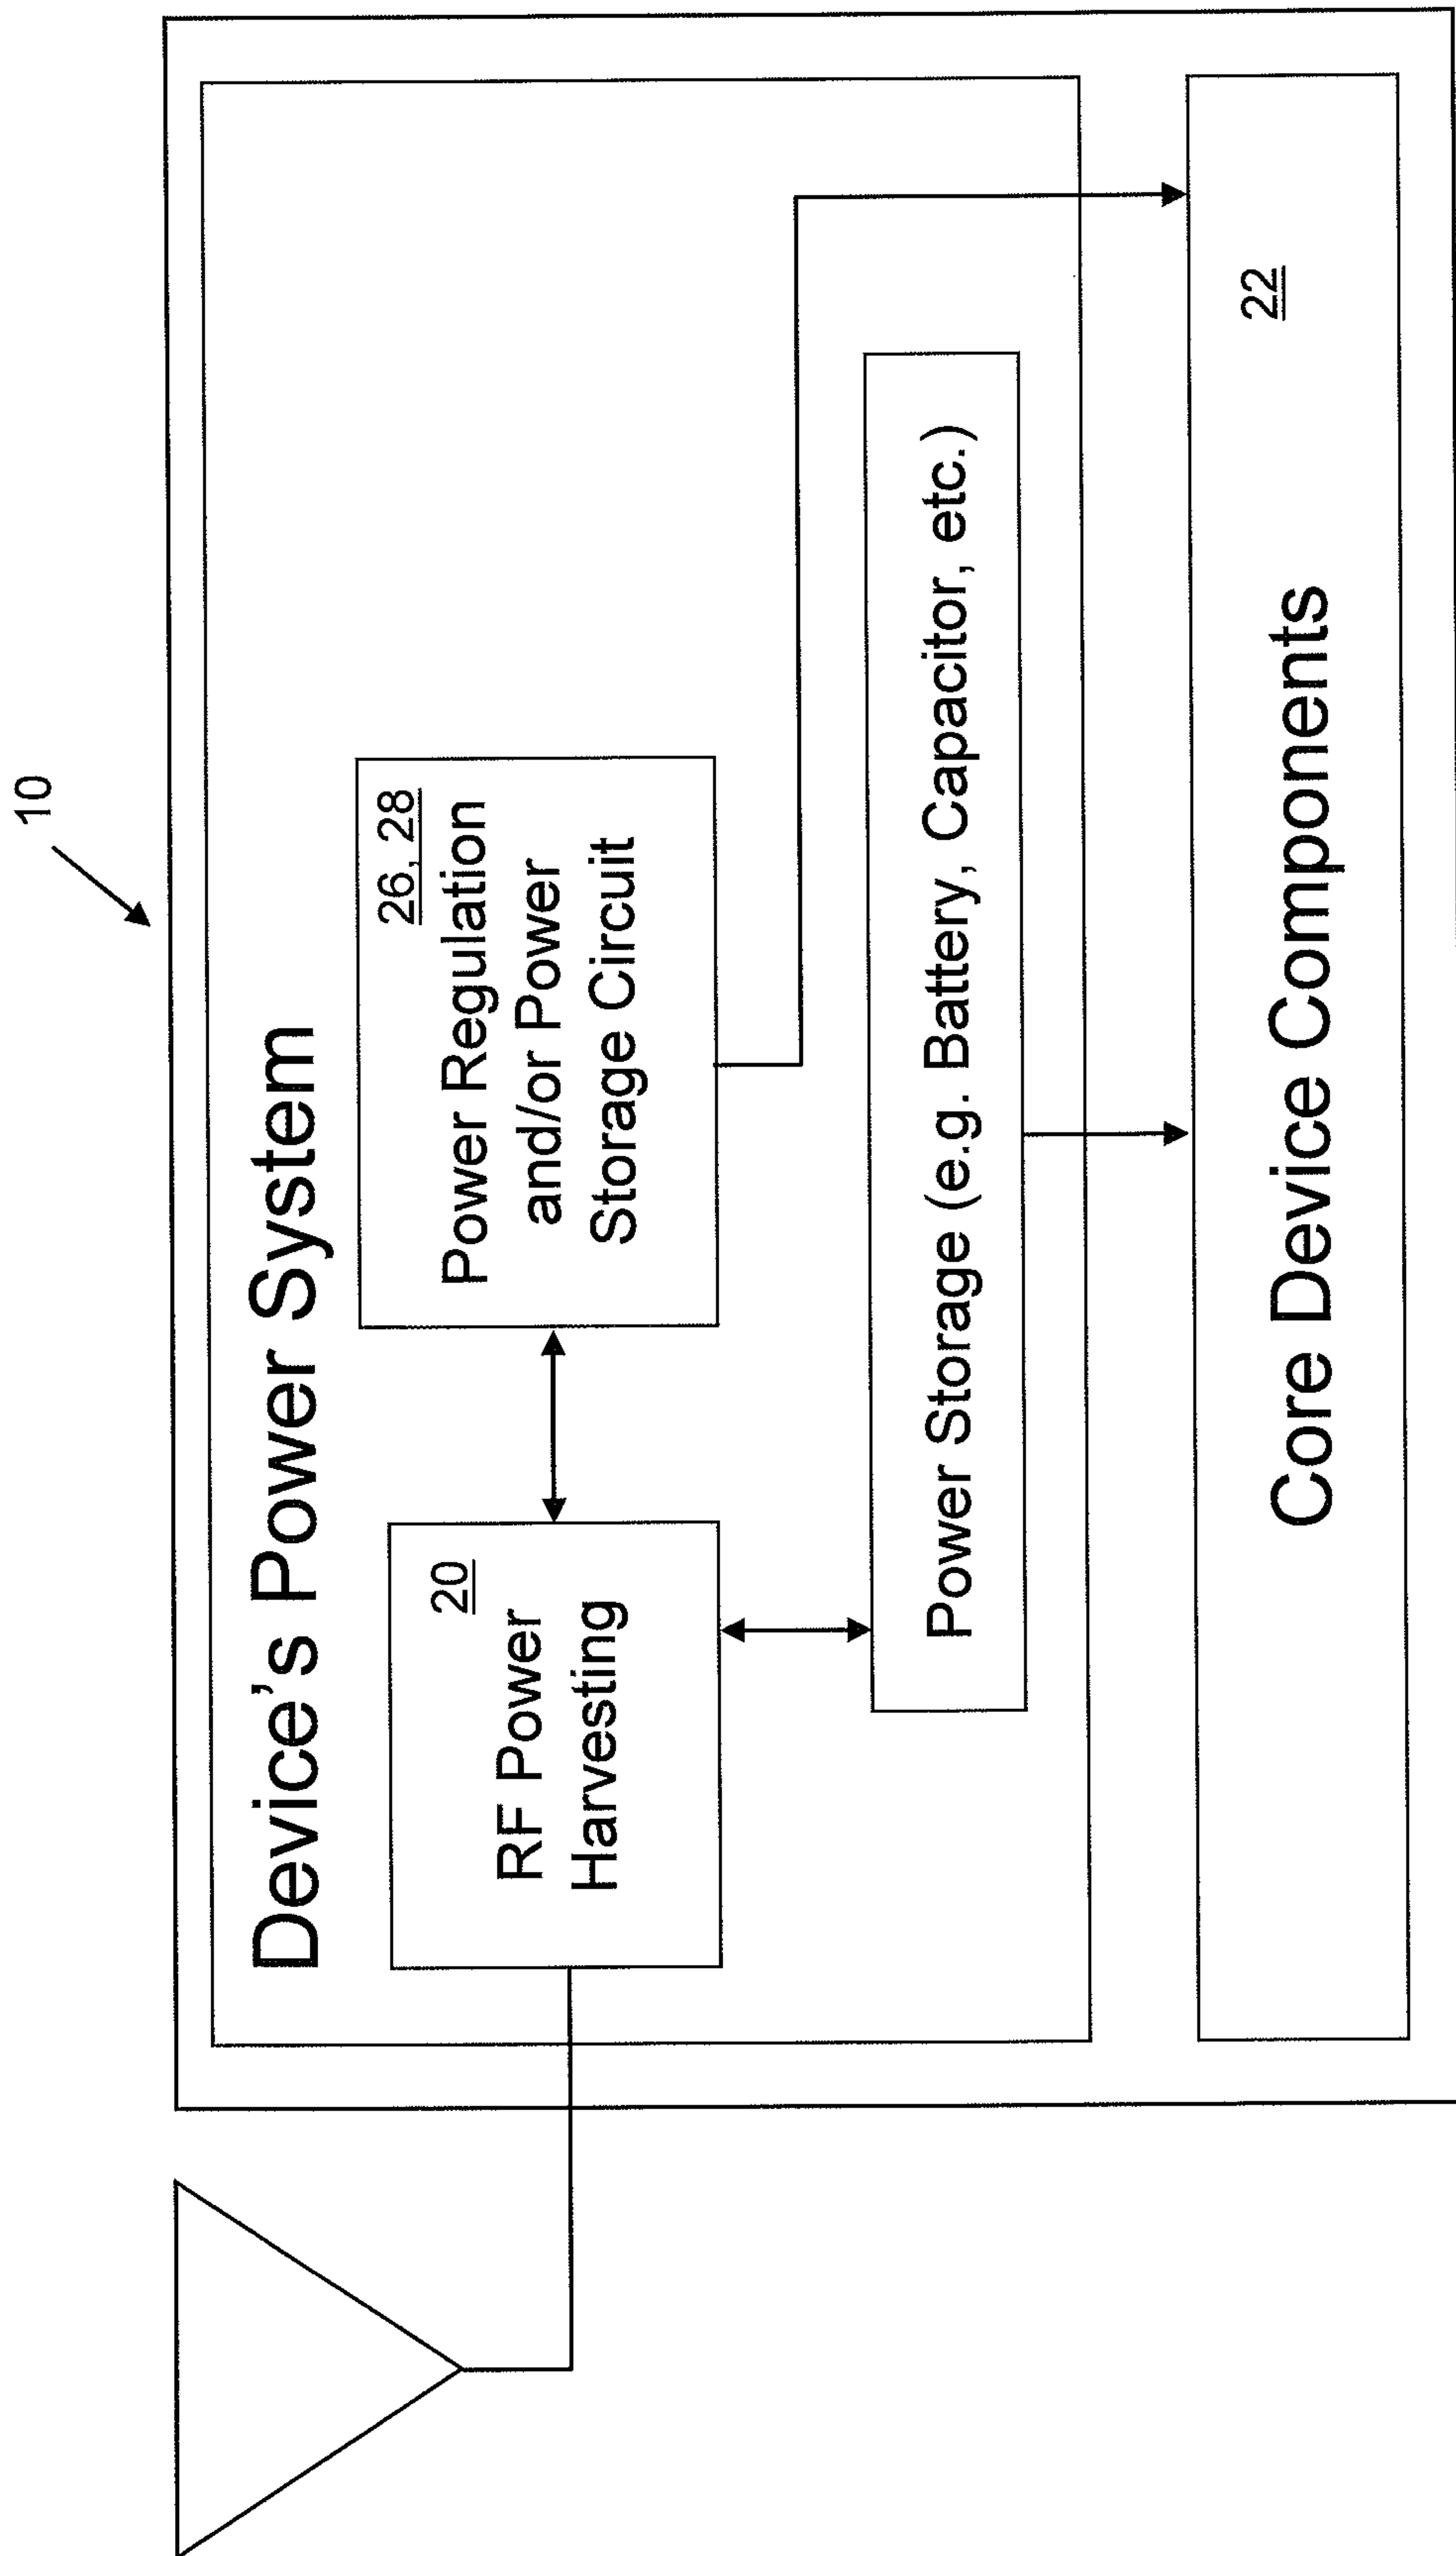 10
Device's Power System
20
RF Power
Harvesting
26, 28
Power Regulation
and/or Power
Storage Circuit
Power Storage (e.g. Battery, Capacitor, etc.)
22
Core Device Components